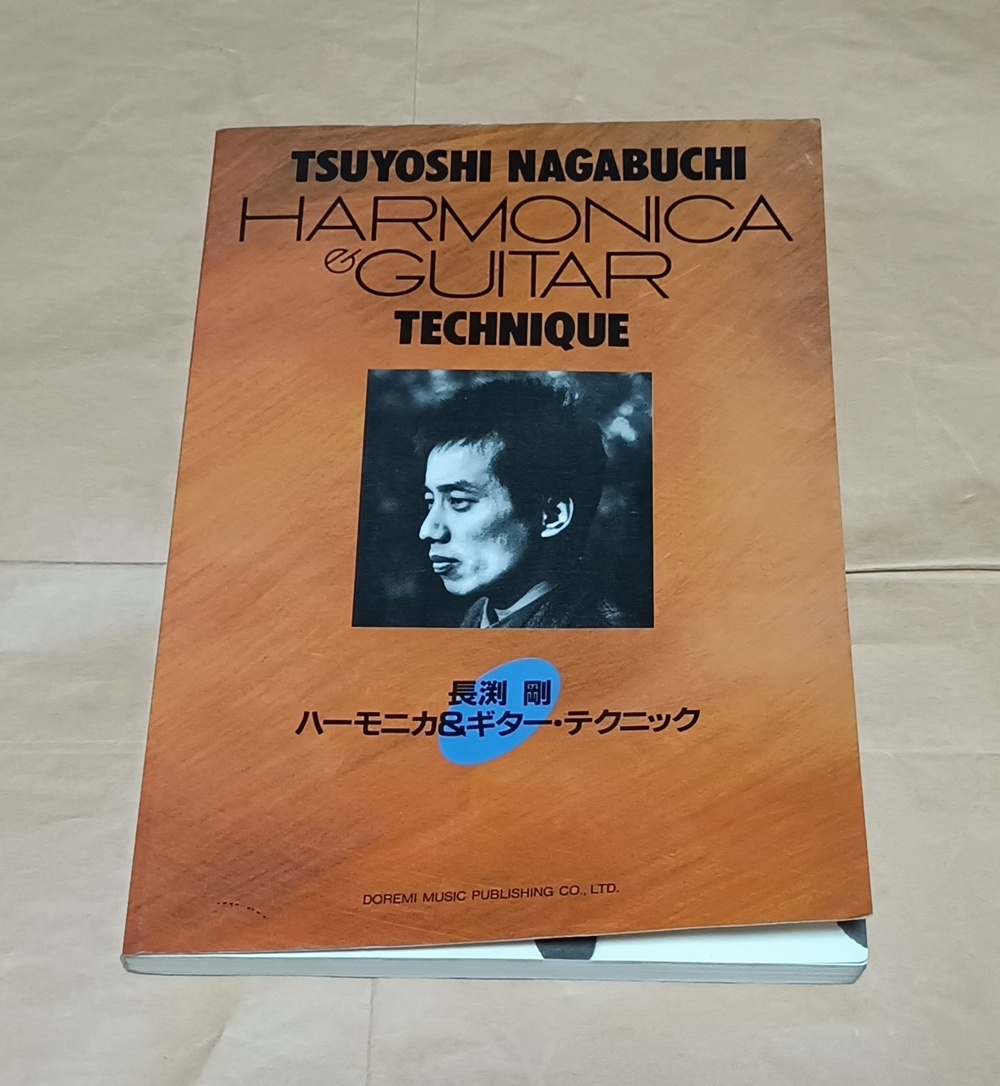 TSUYOSHI NAGABUCHI
HARMONICA
& GUITAR
TECHNIQUE
長渕 剛
ハーモニカ&ギター・テクニック
DOREMI MUSIC PUBLISHING CO., LTD.